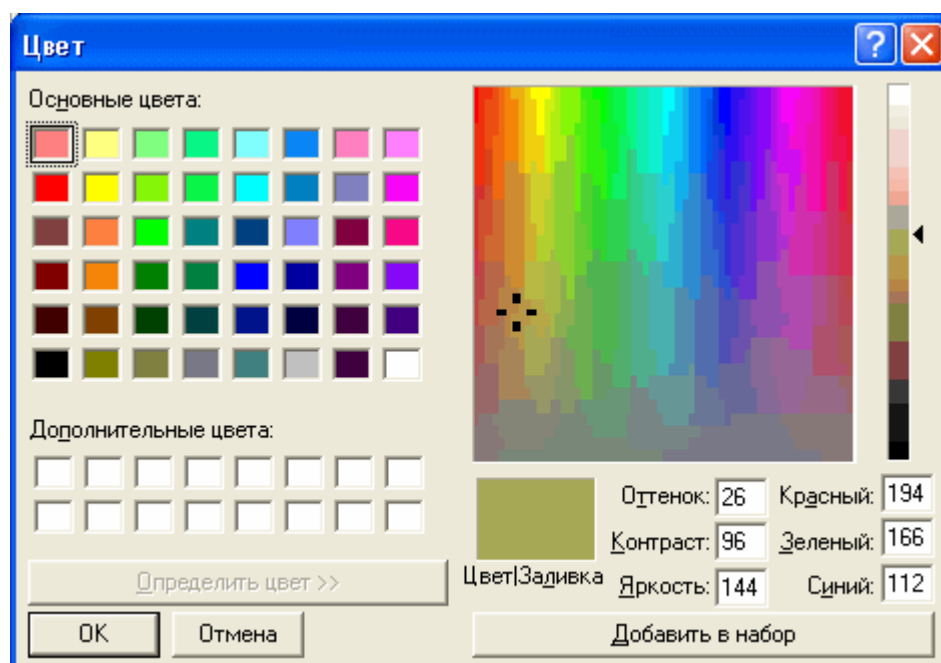 Цвет
Основные цвета:
Дополнительные цвета:
Определить цвет >>
OK Отмена
Цвет|Заливка
Оттенок: 26 Красный: 194
Контраст: 96 Зеленый: 166
Яркость: 144 Синий: 112
Добавить в набор